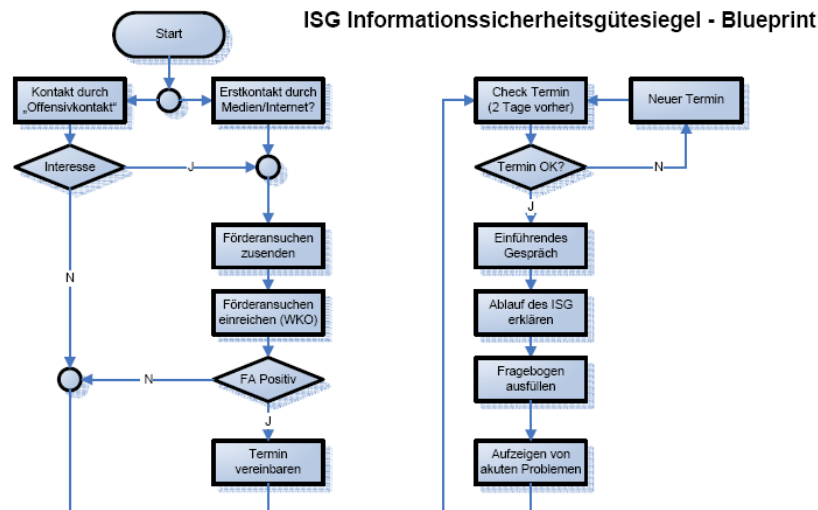 ISG Informationssicherheitsgütesiegel - Blueprint
Start
Kontakt durch
„Offensivkontakt“
Erstkontakt durch
Medien/Internet?
Interesse
J
N
Förderansuchen
zusenden
Förderansuchen
einreichen (WKO)
FA Positiv
N
J
Termin
vereinbaren
Check Termin
(2 Tage vorher)
Neuer Termin
Termin OK?
N
J
Einführendes
Gespräch
Ablauf des ISG
erklären
Fragebogen
ausfüllen
Aufzeigen von
akuten Problemen